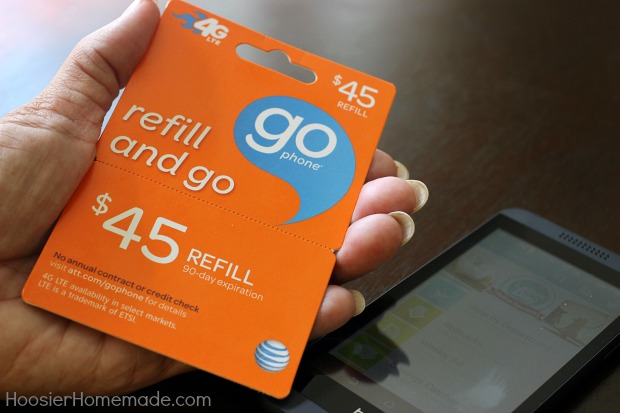 4G
LTE
$45
REFILL
refill
and go
go
phone™
$45 REFILL
90-day expiration
No annual contract or credit check
visit att.com/gophone for details
4G LTE availability in select markets.
LTE is a trademark of ETSI.
at&t
HoosierHomemade.com